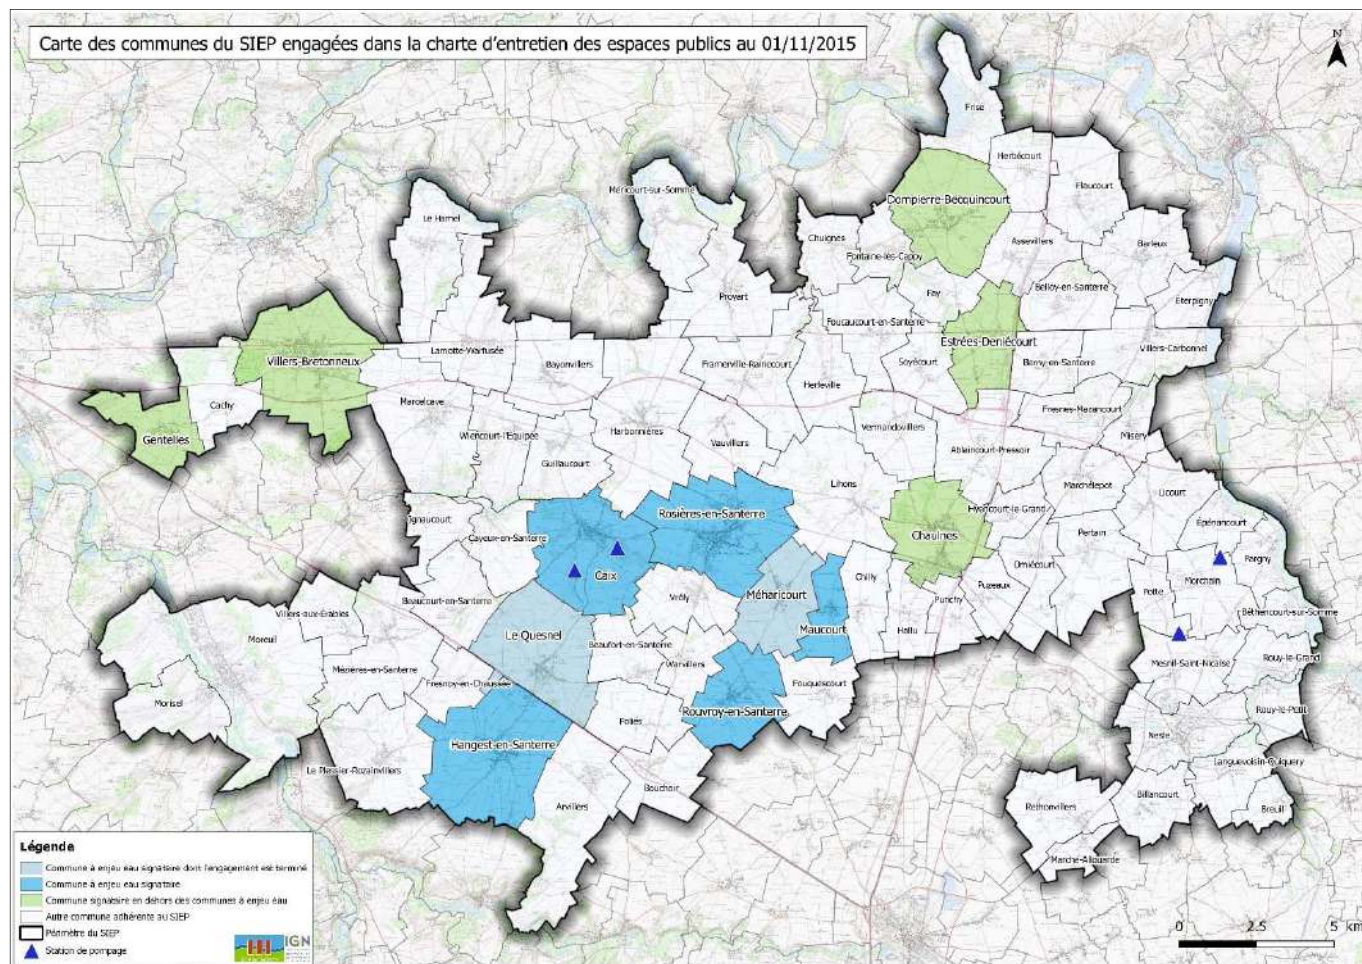 Carte des communes du SIEP engagées dans la charte d'entretien des espaces publics au 01/11/2015
N
Frise
Herbécourt
Flaucourt
Méricourt-sur-Somme
Dompierre-Becquincourt
Le Hamel
Chuignes
Assevillers
Barleux
Fontaine-lès-Cappy
Belloy-en-Santerre
Fay
Eterpigny
Proyart
Foucaucourt-en-Santerre
Estrées-Deniécourt
Villers-Carbonnel
Lamotte-Warfusée
Villers-Bretonneux
Bayonvillers
Framerville-Rainecourt
Soyécourt
Berny-en-Santerre
Herleville
Marcelcave
Cachy
Fresnes-Mazancourt
Gentelles
Wiencourt-l'Equipée
Harbonnières
Vauvillers
Vermandovillers
Misery
Ablaincourt-Pressoir
Guillaucourt
Lihons
Marchélepot
Licourt
Ignaucourt
Rosières-en-Santerre
Hyencourt-le-Grand
Épénancourt
Cayeux-en-Santerre
Chaulnes
Pertain
Pargny
Omiécourt
Caix
Chilly
Morchain
Puzeaux
Potte
Méharicourt
Vrély
Beaucourt-en-Santerre
Punchy
Béthencourt-sur-Somme
Villers-aux-Érables
Le Quesnel
Maucourt
Hallu
Moreuil
Beaufort-en-Santerre
Rouy-le-Grand
Mézières-en-Santerre
Warvillers
Mesnil-Saint-Nicaise
Fresnoy-en-Chaussée
Fouquescourt
Morisel
Rouvroy-en-Santerre
Rouy-le-Petit
Folies
Nesle
Hangest-en-Santerre
Languevoisin-Quiquery
Le Plessier-Rozainvillers
Bouchoir
Billancourt
Arvillers
Rethonvillers
Breuil
Marche-Allouarde
Légende
Commune à enjeu eau signataire dont l'engagement est terminé
Commune à enjeu eau signataire
Commune signataire en dehors des communes à enjeu eau
Autre commune adhérente au SIEP
Périmètre du SIEP
Station de pompage
IGN
0 2.5 5 km